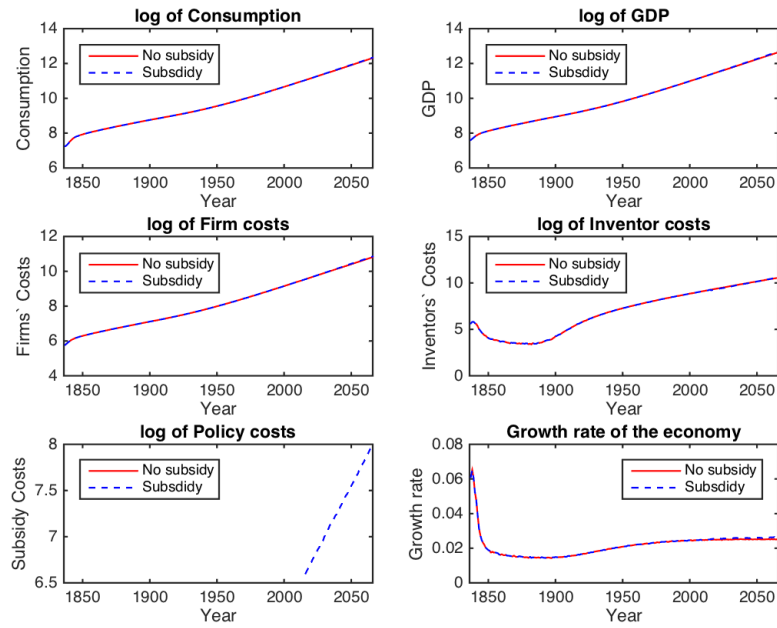 log of Consumption
Consumption
14
12
10
8
6
No subsidy
Subsdidy
1850 1900 1950 2000 2050
Year
log of GDP
GDP
14
12
10
8
6
No subsidy
Subsdidy
1850 1900 1950 2000 2050
Year
log of Firm costs
Firms` Costs
12
10
8
6
4
No subsidy
Subsdidy
1850 1900 1950 2000 2050
Year
log of Inventor costs
Inventors` Costs
15
10
5
0
No subsidy
Subsdidy
1850 1900 1950 2000 2050
Year
log of Policy costs
Subsidy Costs
8
7.5
7
6.5
No subsidy
Subsdidy
1850 1900 1950 2000 2050
Year
Growth rate of the economy
Growth rate
0.08
0.06
0.04
0.02
0
No subsidy
Subsdidy
1850 1900 1950 2000 2050
Year